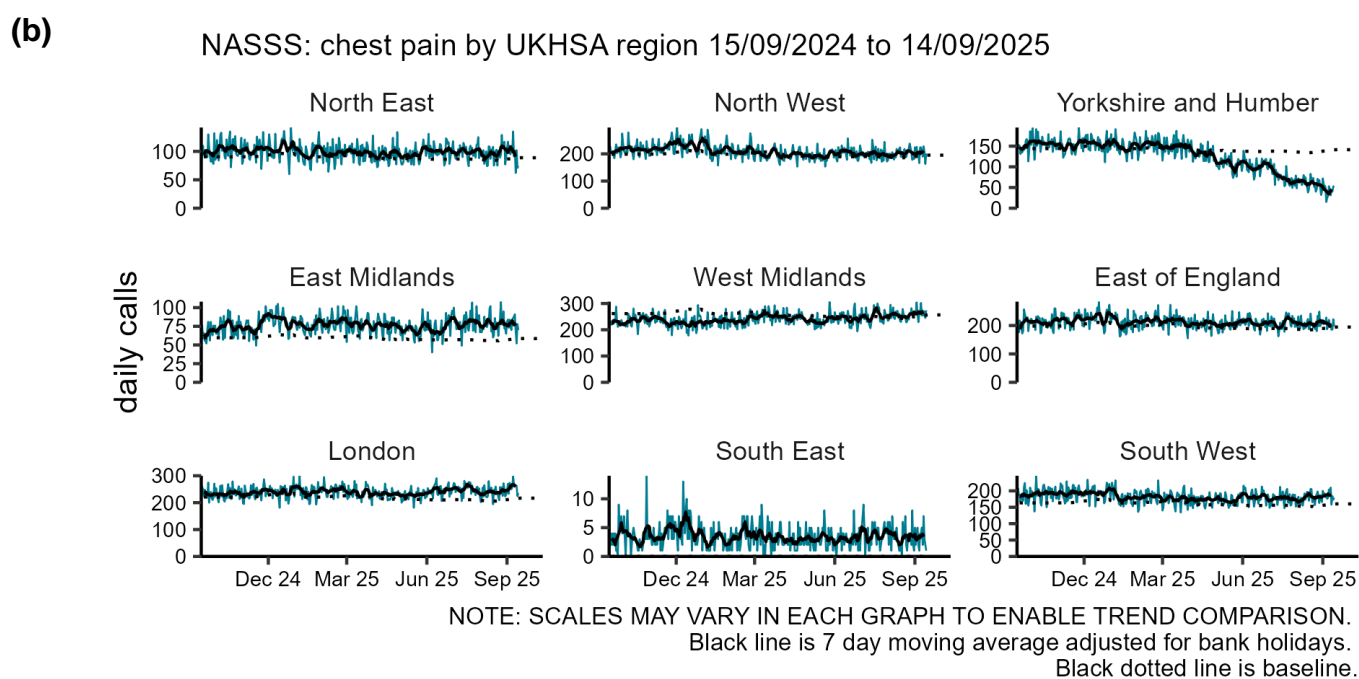 (b)
NASSS: chest pain by UKHSA region 15/09/2024 to 14/09/2025
North East
North West
Yorkshire and Humber
100
50
0
200
100
0
150
100
50
0
daily calls
East Midlands
West Midlands
East of England
100
75
50
25
0
300
200
100
0
200
100
0
London
South East
South West
300
200
100
0
10
5
0
200
150
100
50
0
Dec 24 Mar 25 Jun 25 Sep 25
Dec 24 Mar 25 Jun 25 Sep 25
Dec 24 Mar 25 Jun 25 Sep 25
NOTE: SCALES MAY VARY IN EACH GRAPH TO ENABLE TREND COMPARISON.
Black line is 7 day moving average adjusted for bank holidays.
Black dotted line is baseline.